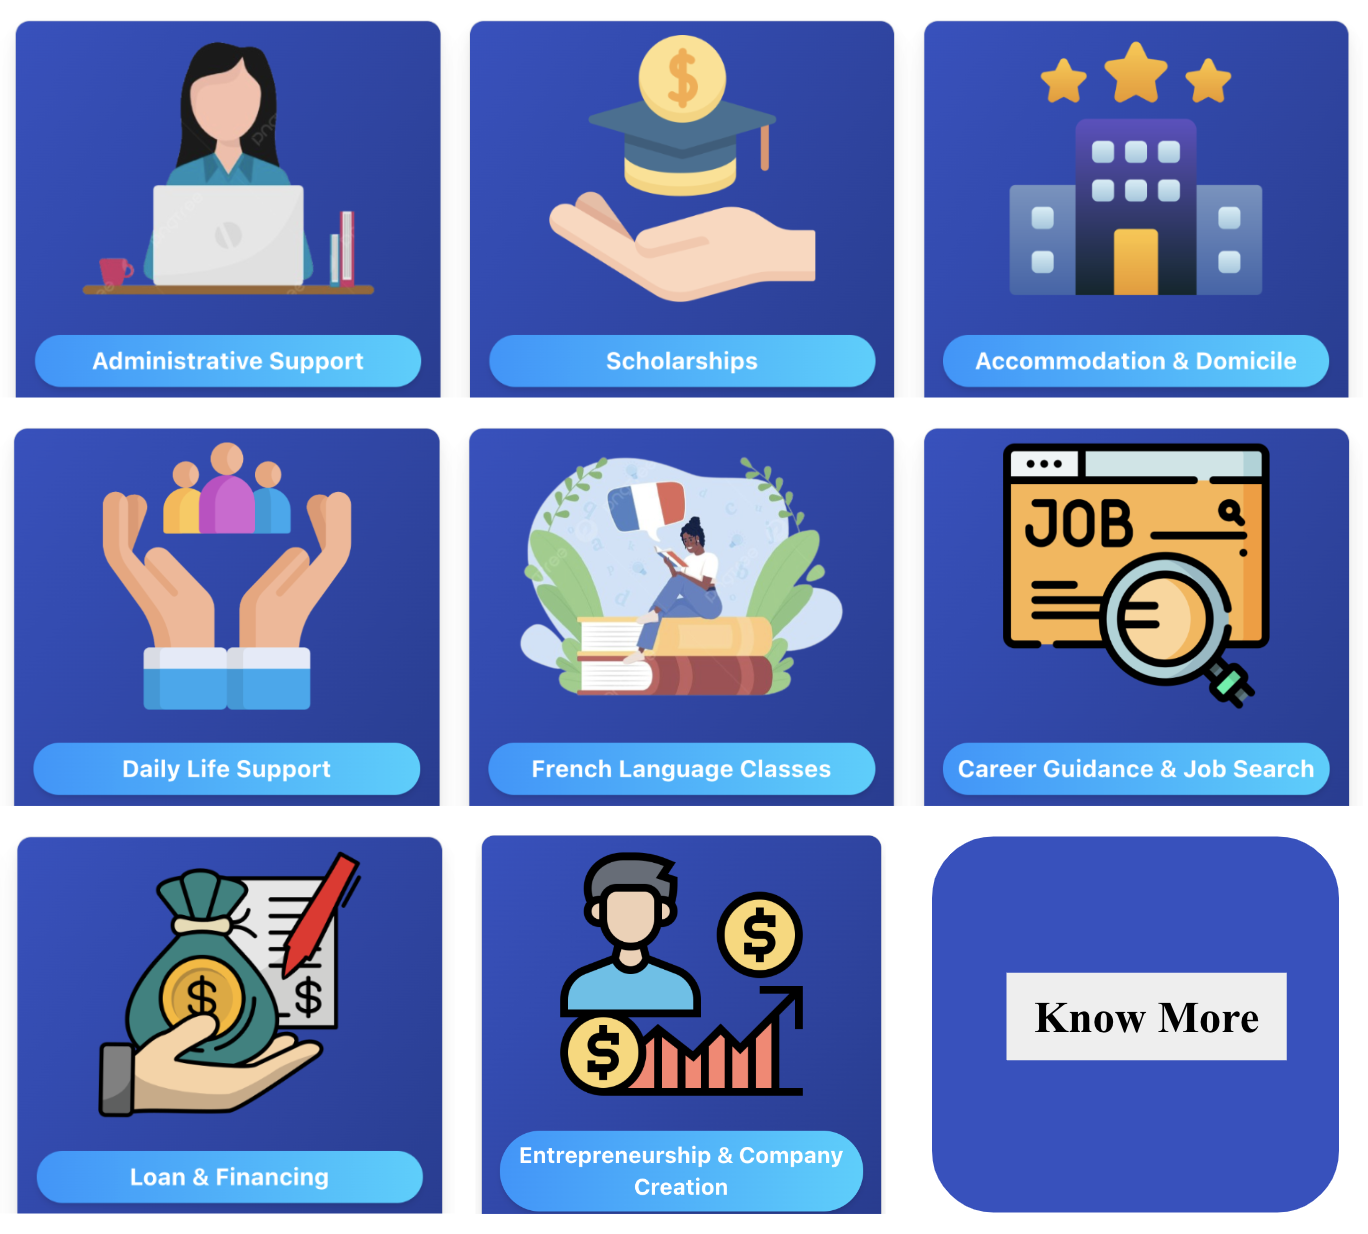 Administrative Support
Scholarships
Accommodation & Domicile
Daily Life Support
French Language Classes
JOB
Career Guidance & Job Search
$
$
Loan & Financing
$
$
Entrepreneurship & Company
Creation
Know More